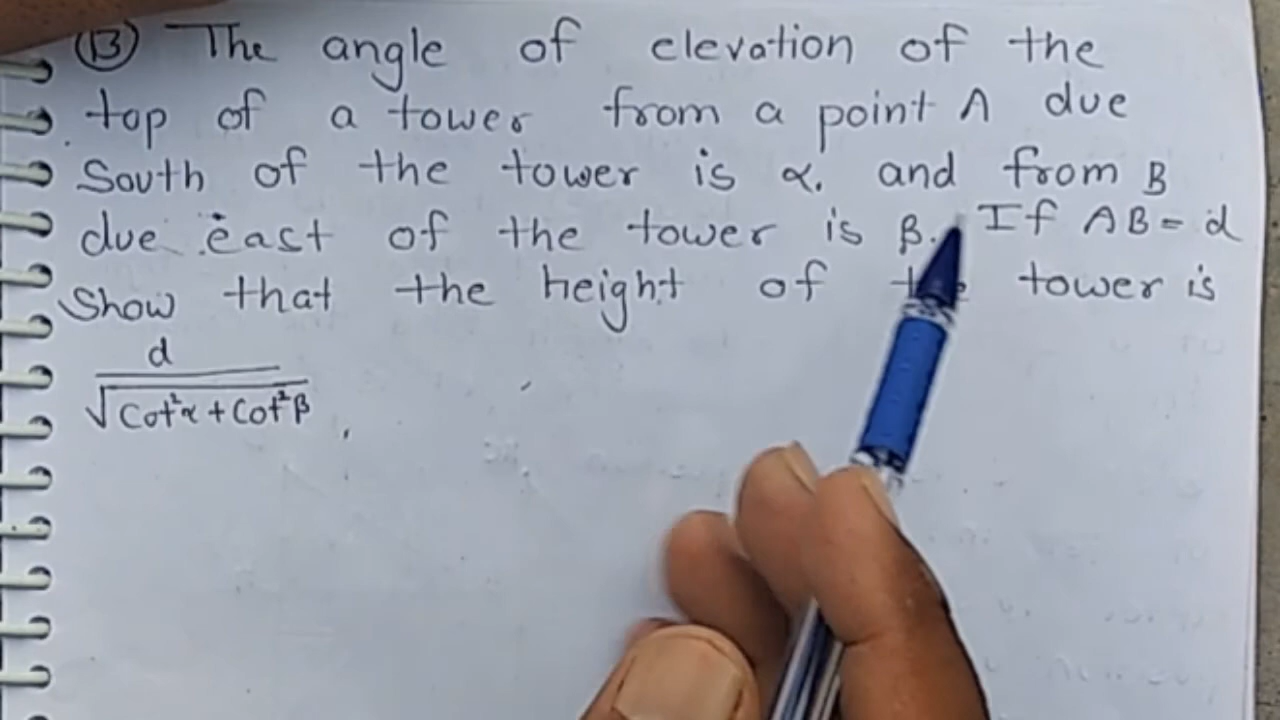 (13) The angle of elevation of the
top of a tower from a point A due
South of the tower is α. and from B
due east of the tower is β. If AB = d
Show that the height of the tower is
d
√Cot²α + Cot²β